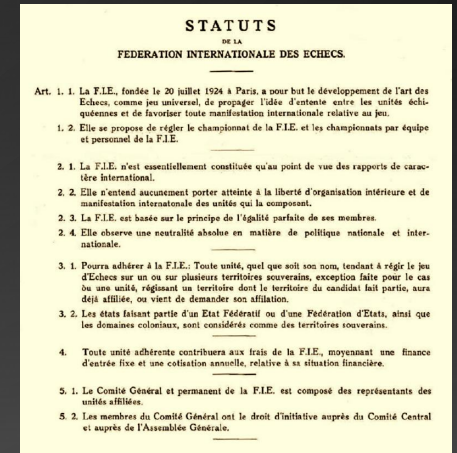 STATUTS
DE LA
FEDERATION INTERNATIONALE DES ECHECS.
Art. 1. 1. La F.I.E., fondée le 20 juillet 1924 à Paris, a pour but le développement de l'art des
Echecs, comme jeu universel, de propager l'idée d'entente entre les unités échi-
quéennes et de favoriser toute manifestation internationale relative au jeu.
1. 2. Elle se propose de régler le championnat de la F.I.E. et les championnats par équipe
et personnel de la F.I.E.
2. 1. La F.I.E. n'est essentiellement constituée qu'au point de vue des rapports de carac-
tère international.
2. 2. Elle n'entend aucunement porter atteinte à la liberté d'organisation intérieure et de
manifestation internatonale des unités qui la composent.
2. 3. La F.I.E. est basée sur le principe de l'égalité parfaite de ses membres.
2. 4. Elle observe une neutralité absolue en matière de politique nationale et inter-
nationale.
3. 1. Pourra adhérer à la F.I.E.: Toute unité, quel que soit son nom, tendant à régir le jeu
d'Echecs sur un ou sur plusieurs territoires souverains, exception faite pour le cas
òu une unité, régissant un territoire dont le territoire du candidat fait partie, aura
déjà affiliée, ou vient de demander son affilation.
3. 2. Les états faisant partie d'un Etat Fédératif ou d'une Fédération d'Etats, ainsi que
les domaines coloniaux, sont considérés comme des territoires souverains.
4. Toute unité adhérente contribuera aux frais de la F.I.E., moyennant une finance
d'entrée fixe et une cotisation annuelle, relative à sa situation financière.
5. 1. Le Comité Général et permanent de la F.I.E. est composé des représentants des
unités affiliées.
5. 2. Les membres du Comité Général ont le droit d'initiative auprès du Comité Central
et auprès de l'Assemblée Générale.